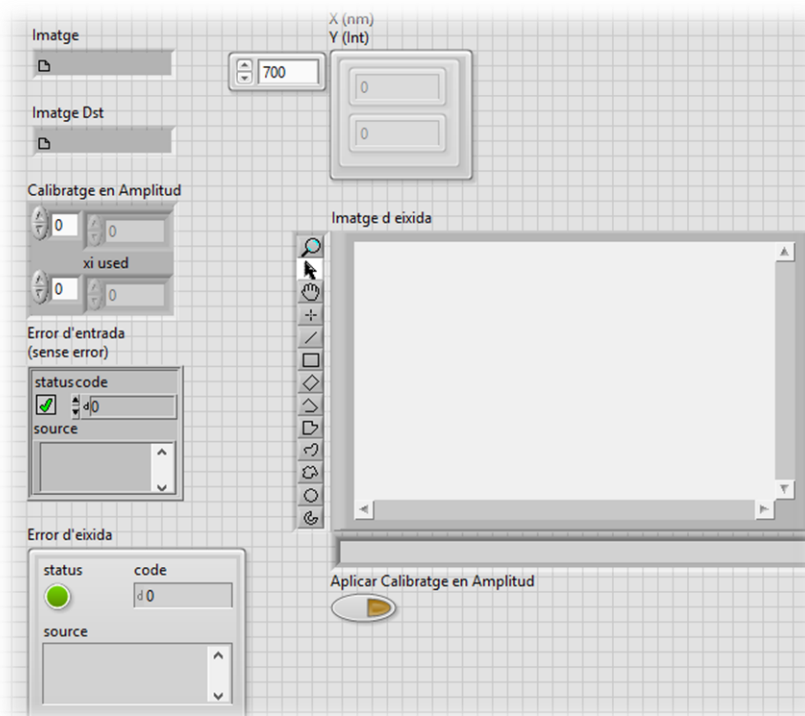 Imatge
X (nm)
Y (Int)
700
0
0
Imatge Dst
Calibratge en Amplitud
0
0
xi used
0
0
Imatge d eixida
Error d'entrada
(sense error)
status code
d 0
source
Error d'eixida
status code
d 0
source
Aplicar Calibratge en Amplitud